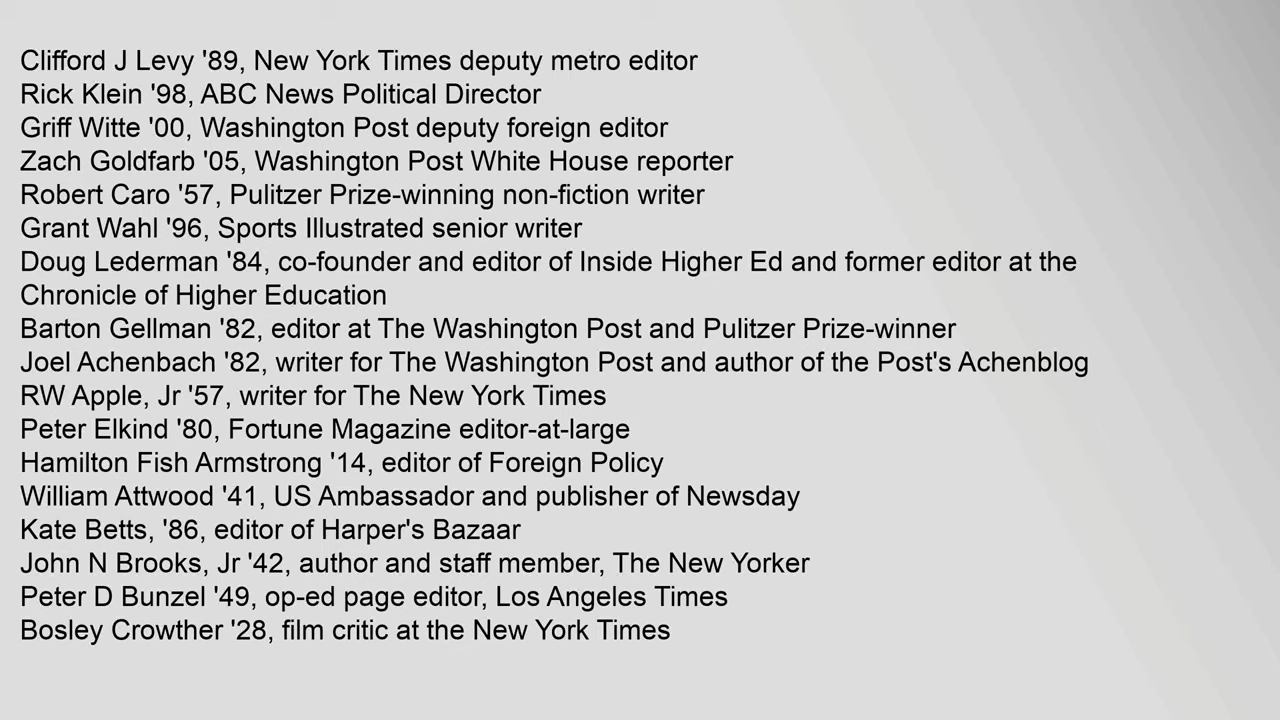 Clifford J Levy '89, New York Times deputy metro editor
Rick Klein '98, ABC News Political Director
Griff Witte '00, Washington Post deputy foreign editor
Zach Goldfarb '05, Washington Post White House reporter
Robert Caro '57, Pulitzer Prize-winning non-fiction writer
Grant Wahl '96, Sports Illustrated senior writer
Doug Lederman '84, co-founder and editor of Inside Higher Ed and former editor at the
Chronicle of Higher Education
Barton Gellman '82, editor at The Washington Post and Pulitzer Prize-winner
Joel Achenbach '82, writer for The Washington Post and author of the Post's Achenblog
RW Apple, Jr '57, writer for The New York Times
Peter Elkind '80, Fortune Magazine editor-at-large
Hamilton Fish Armstrong '14, editor of Foreign Policy
William Attwood '41, US Ambassador and publisher of Newsday
Kate Betts, '86, editor of Harper's Bazaar
John N Brooks, Jr '42, author and staff member, The New Yorker
Peter D Bunzel '49, op-ed page editor, Los Angeles Times
Bosley Crowther '28, film critic at the New York Times